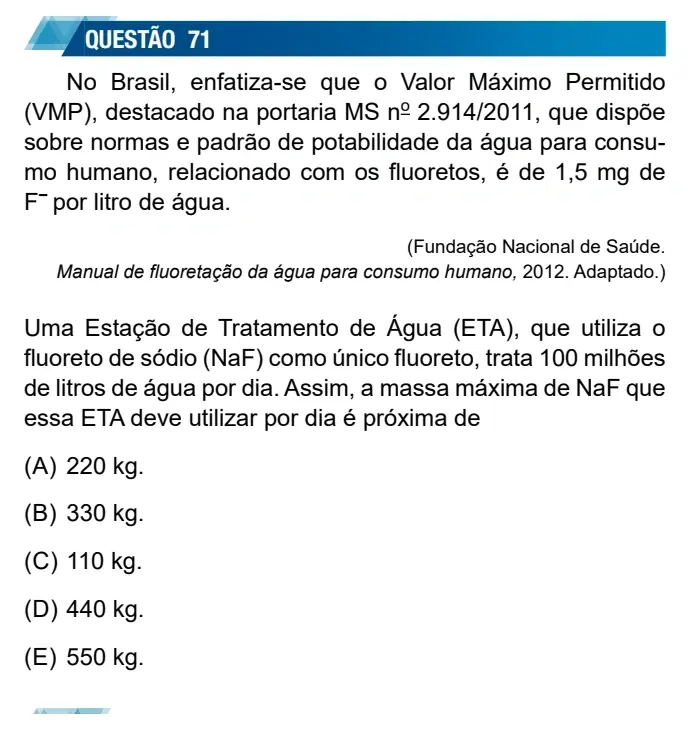 QUESTÃO 71
No Brasil, enfatiza-se que o Valor Máximo Permitido
(VMP), destacado na portaria MS nº 2.914/2011, que dispõe
sobre normas e padrão de potabilidade da água para consu-
mo humano, relacionado com os fluoretos, é de 1,5 mg de
F⁻ por litro de água.
(Fundação Nacional de Saúde.
Manual de fluoretação da água para consumo humano, 2012. Adaptado.)
Uma Estação de Tratamento de Água (ETA), que utiliza o
fluoreto de sódio (NaF) como único fluoreto, trata 100 milhões
de litros de água por dia. Assim, a massa máxima de NaF que
essa ETA deve utilizar por dia é próxima de
(A) 220 kg.
(B) 330 kg.
(C) 110 kg.
(D) 440 kg.
(E) 550 kg.